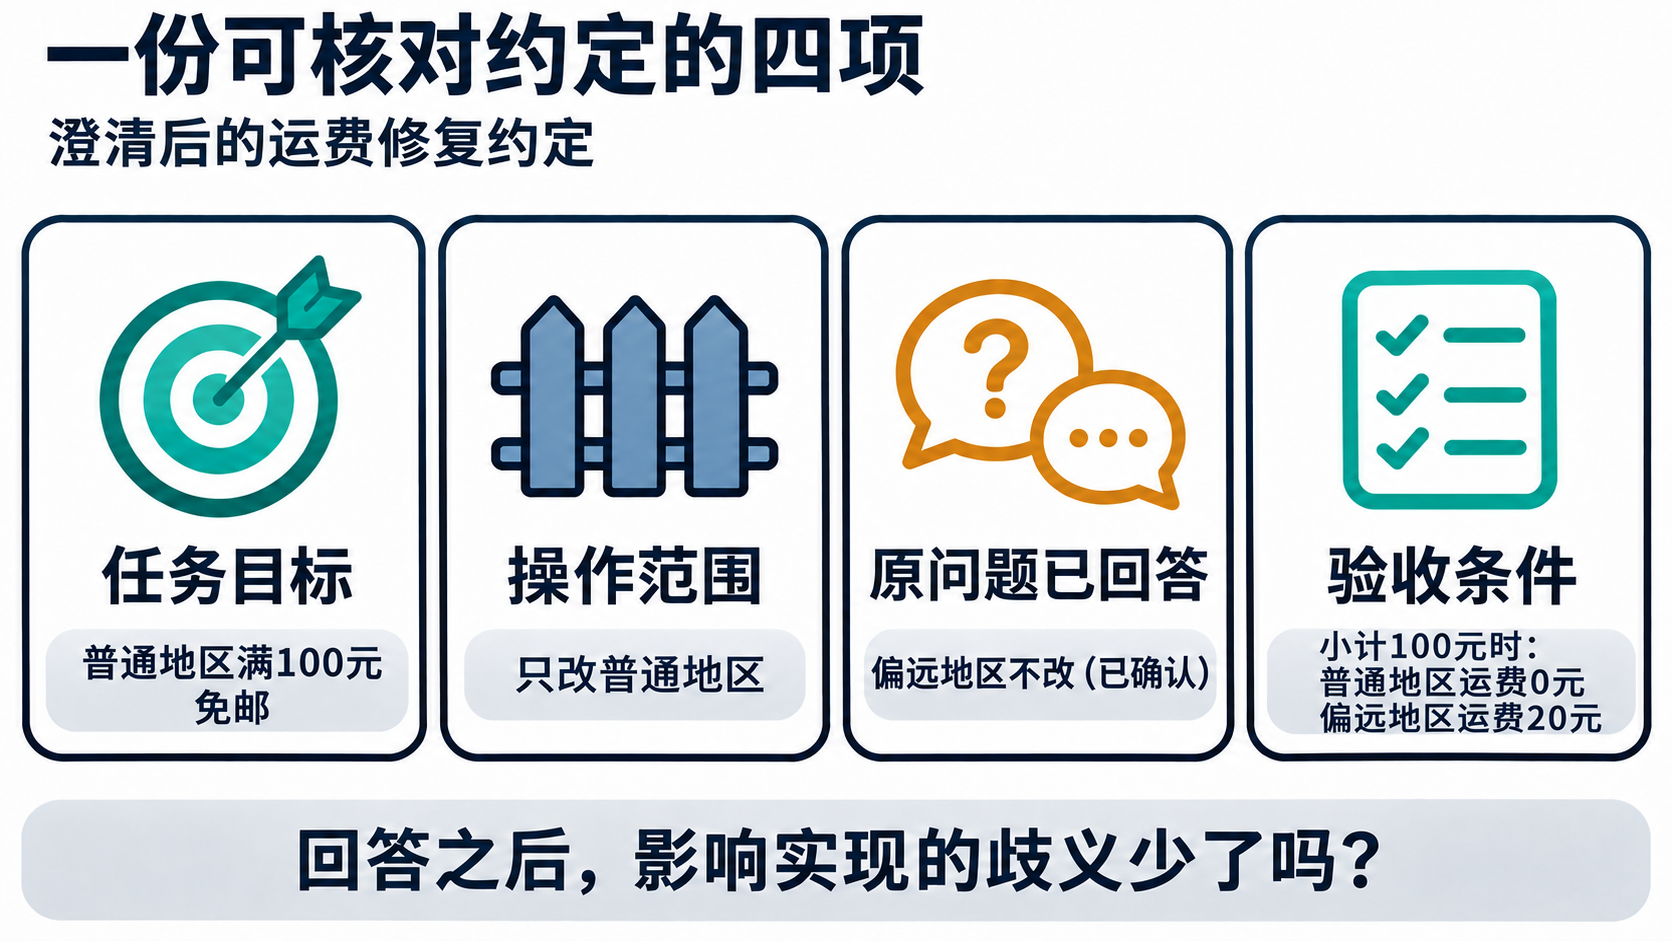 一份可核对约定的四项
澄清后的运费修复约定
任务目标
普通地区满100元
免邮
操作范围
只改普通地区
原问题已回答
偏远地区不改(已确认)
验收条件
小计100元时：
普通地区运费0元
偏远地区运费20元
回答之后，影响实现的歧义少了吗？